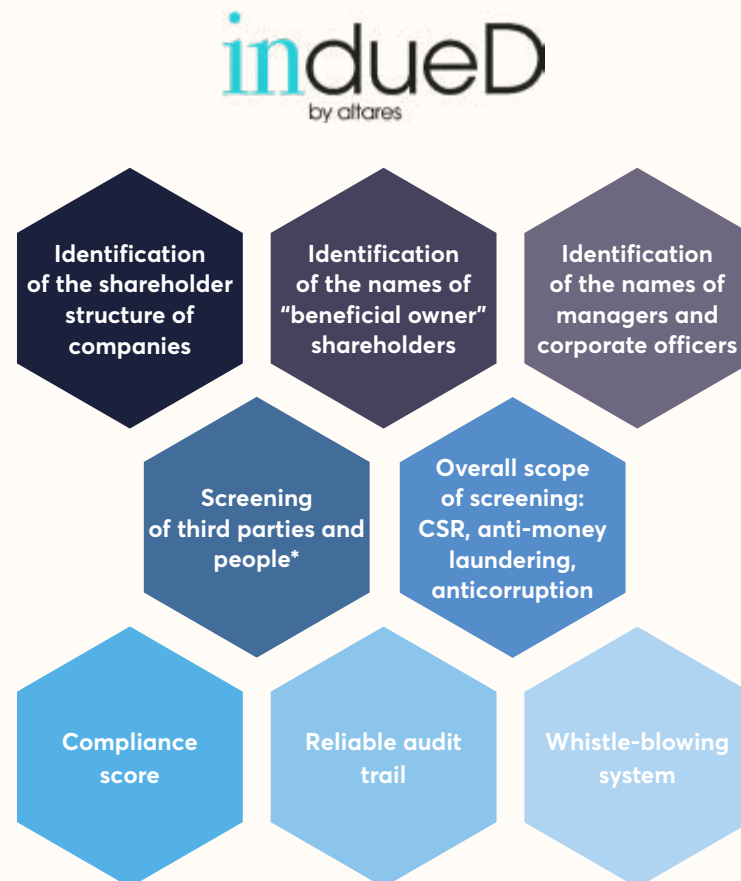 indueD
by altares
Identification
of the shareholder
structure of
companies
Identification
of the names of
“beneficial owner”
shareholders
Identification
of the names of
managers and
corporate officers
Screening
of third parties and
people*
Overall scope
of screening:
CSR, anti-money
laundering,
anticorruption
Compliance
score
Reliable audit
trail
Whistle-blowing
system